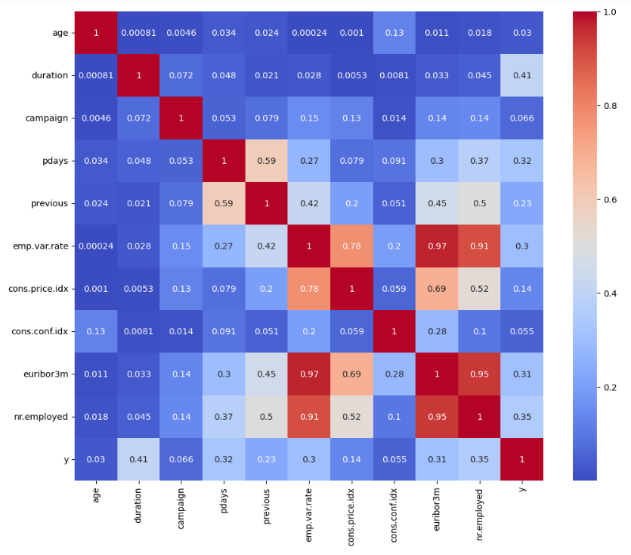 age 1 0.00081 0.0046 0.034 0.024 0.00024 0.001 0.13 0.011 0.018 0.03
duration 0.00081 1 0.072 0.048 0.021 0.028 0.0053 0.0081 0.033 0.045 0.41
campaign 0.0046 0.072 1 0.053 0.079 0.15 0.13 0.014 0.14 0.14 0.066
pdays 0.034 0.048 0.053 1 0.59 0.27 0.079 0.091 0.3 0.37 0.32
previous 0.024 0.021 0.079 0.59 1 0.42 0.2 0.051 0.45 0.5 0.23
emp.var.rate 0.00024 0.028 0.15 0.27 0.42 1 0.78 0.2 0.97 0.91 0.3
cons.price.idx 0.001 0.0053 0.13 0.079 0.2 0.78 1 0.059 0.69 0.52 0.14
cons.conf.idx 0.13 0.0081 0.014 0.091 0.051 0.2 0.059 1 0.28 0.1 0.055
euribor3m 0.011 0.033 0.14 0.3 0.45 0.97 0.69 0.28 1 0.95 0.31
nr.employed 0.018 0.045 0.14 0.37 0.5 0.91 0.52 0.1 0.95 1 0.35
y 0.03 0.41 0.066 0.32 0.23 0.3 0.14 0.055 0.31 0.35 1
age duration campaign pdays previous emp.var.rate cons.price.idx cons.conf.idx euribor3m nr.employed y
1.0
0.8
0.6
0.4
0.2